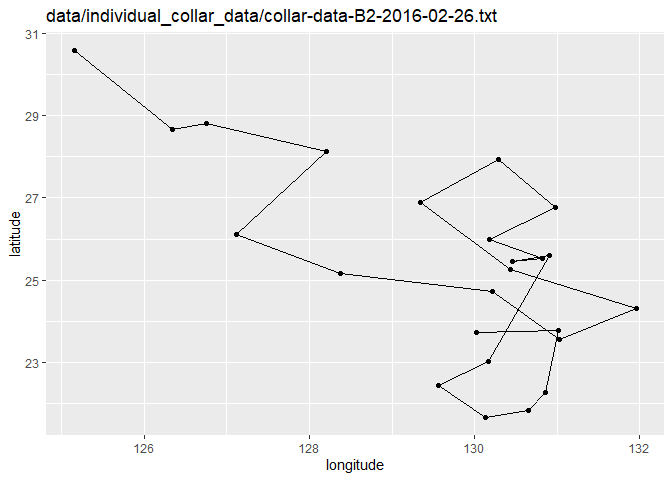 data/individual_collar_data/collar-data-B2-2016-02-26.txt
31
29
27
25
23
latitude
126 128 130 132
longitude